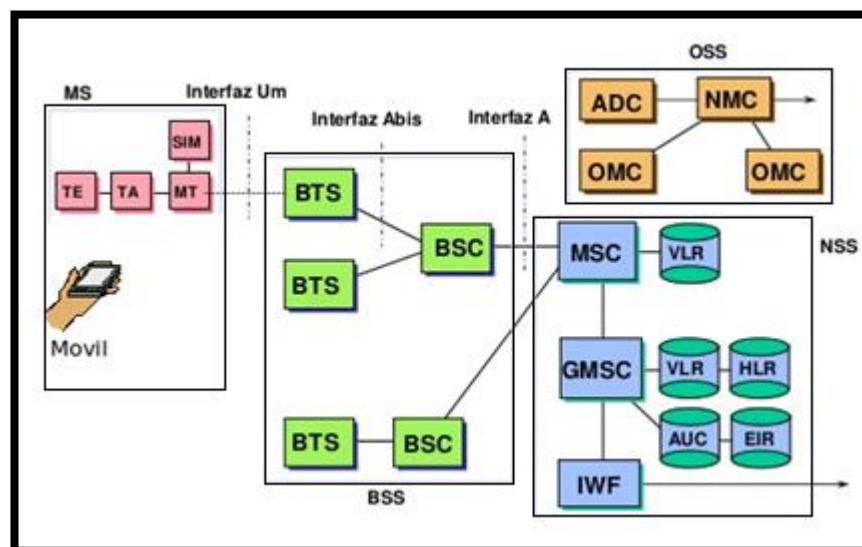 OSS
MS
Interfaz Um
Interfaz Abis
Interfaz A
ADC
NMC
OMC
OMC
SIM
TE
TA
MT
BTS
BSC
BTS
MSC
VLR
NSS
Movil
GMSC
VLR
HLR
BTS
BSC
AUC
EIR
IWF
BSS